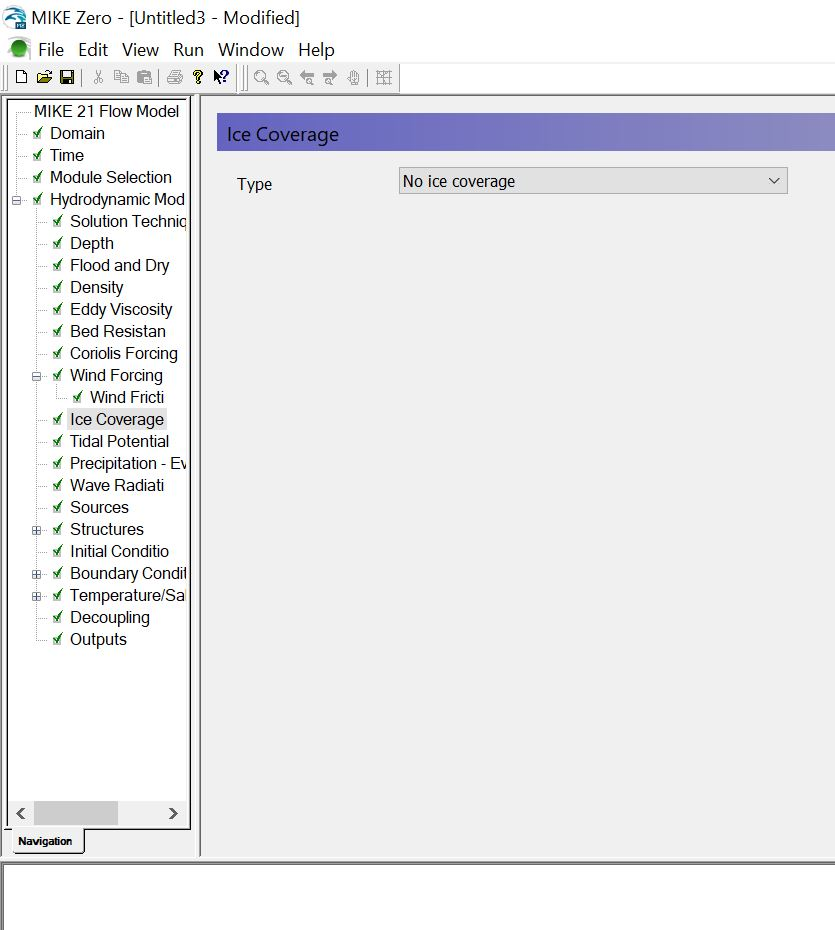 MIKE Zero - [Untitled3 - Modified]
File Edit View Run Window Help
MIKE 21 Flow Model
Domain
Time
Module Selection
Hydrodynamic Mod
Solution Techniq
Depth
Flood and Dry
Density
Eddy Viscosity
Bed Resistan
Coriolis Forcing
Wind Forcing
Wind Fricti
Ice Coverage
Tidal Potential
Precipitation - Ev
Wave Radiati
Sources
Structures
Initial Conditio
Boundary Condit
Temperature/Sal
Decoupling
Outputs
Navigation
Ice Coverage
Type No ice coverage